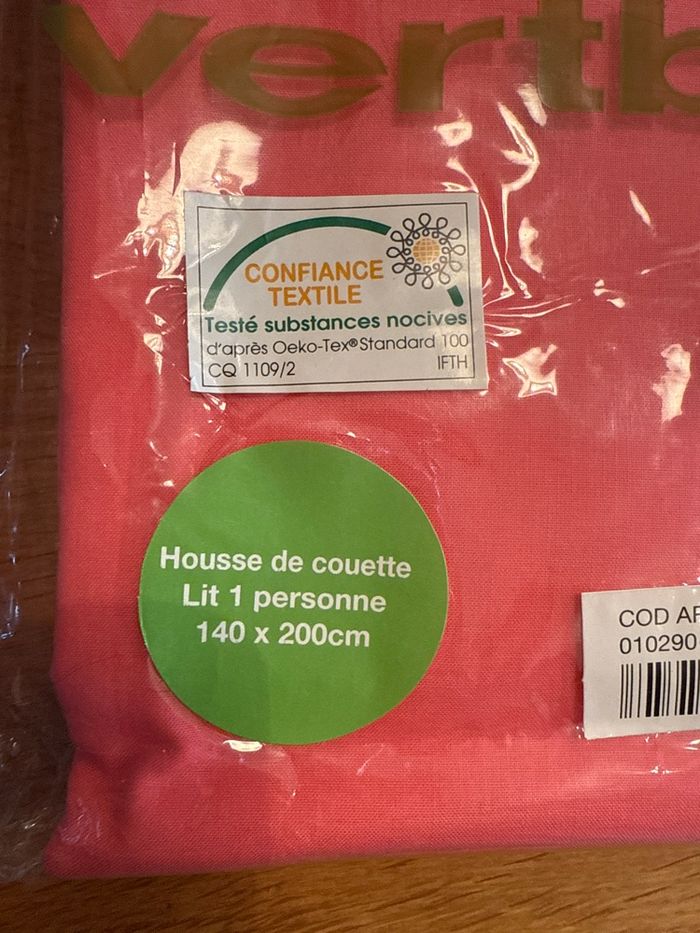 vertb
CONFIANCE
TEXTILE
Testé substances nocives
d'après Oeko-Tex® Standard 100
CQ 1109/2 IFTH
Housse de couette
Lit 1 personne
140 x 200cm
COD AR
010290